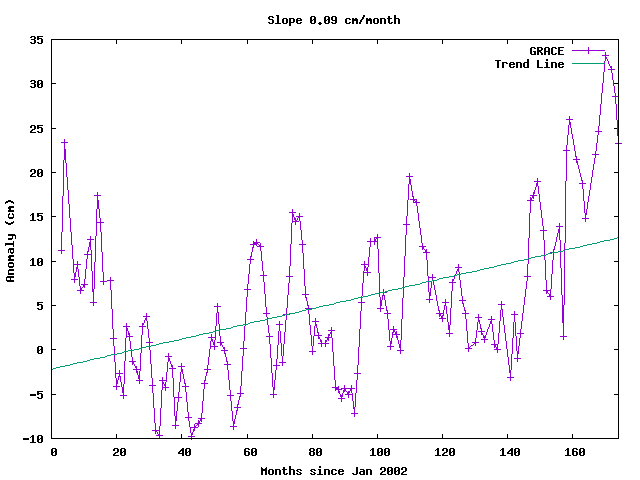 Slope 0.09 cm/month
GRACE
Trend Line
35
30
25
20
15
10
5
0
-5
-10
Anomaly (cm)
0 20 40 60 80 100 120 140 160
Months since Jan 2002